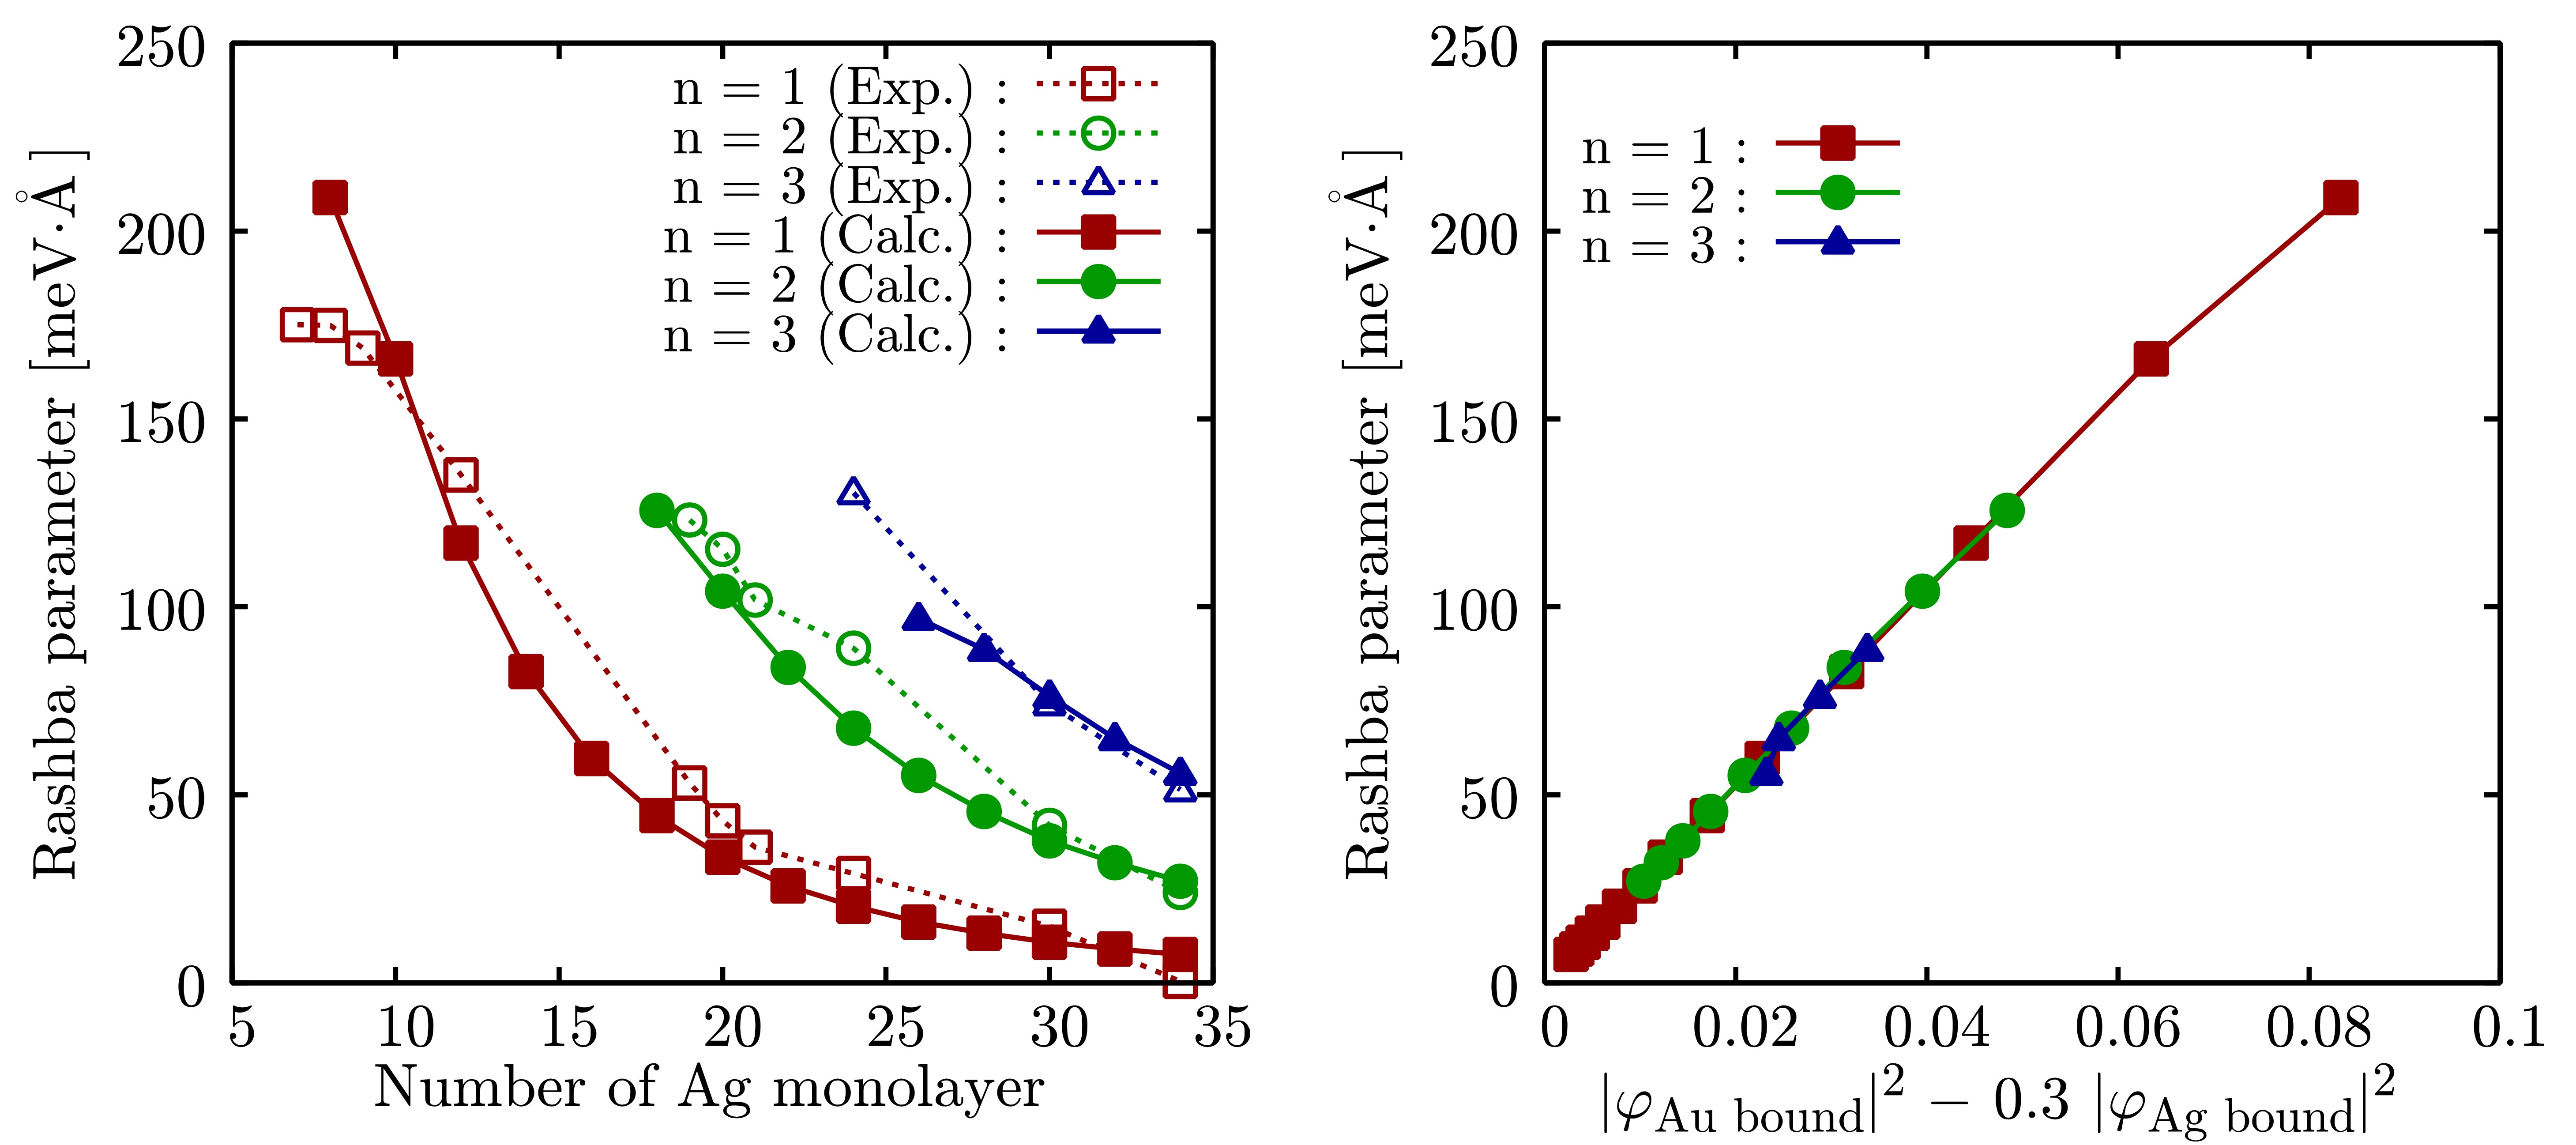 250
200
150
100
50
0
Rashba parameter [meV·Å]
n = 1 (Exp.) :
n = 2 (Exp.) :
n = 3 (Exp.) :
n = 1 (Calc.) :
n = 2 (Calc.) :
n = 3 (Calc.) :
5 10 15 20 25 30 35
Number of Ag monolayer
250
200
150
100
50
0
Rashba parameter [meV·Å]
n = 1 :
n = 2 :
n = 3 :
0 0.02 0.04 0.06 0.08 0.1
|φ_Au bound|² − 0.3 |φ_Ag bound|²